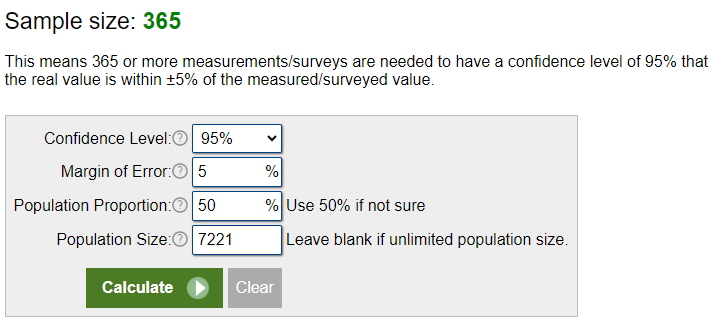 Sample size: 365
This means 365 or more measurements/surveys are needed to have a confidence level of 95% that
the real value is within ±5% of the measured/surveyed value.
Confidence Level:? 95%
Margin of Error:? 5 %
Population Proportion:? 50 % Use 50% if not sure
Population Size:? 7221 Leave blank if unlimited population size.
Calculate Clear